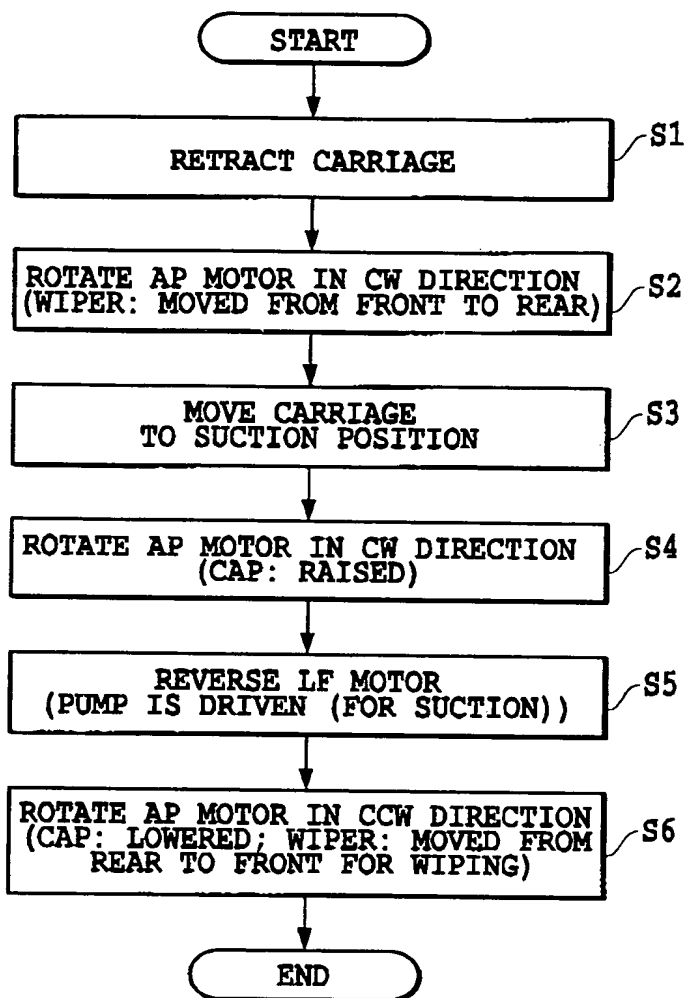 START
RETRACT CARRIAGE
S1
ROTATE AP MOTOR IN CW DIRECTION
(WIPER: MOVED FROM FRONT TO REAR)
S2
MOVE CARRIAGE
TO SUCTION POSITION
S3
ROTATE AP MOTOR IN CW DIRECTION
(CAP: RAISED)
S4
REVERSE LF MOTOR
(PUMP IS DRIVEN (FOR SUCTION))
S5
ROTATE AP MOTOR IN CCW DIRECTION
(CAP: LOWERED; WIPER: MOVED FROM
REAR TO FRONT FOR WIPING)
S6
END